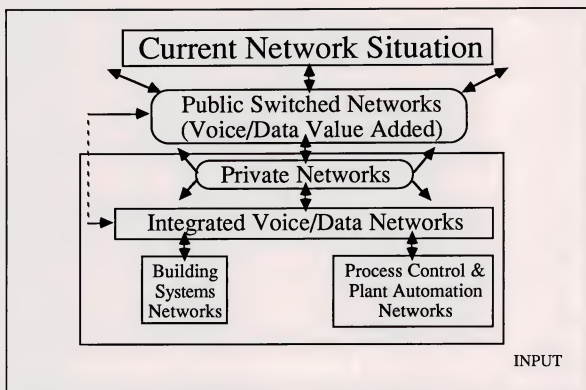 Current Network Situation
Public Switched Networks
(Voice/Data Value Added)
Private Networks
Integrated Voice/Data Networks
Building
Systems
Networks
Process Control &
Plant Automation
Networks
INPUT